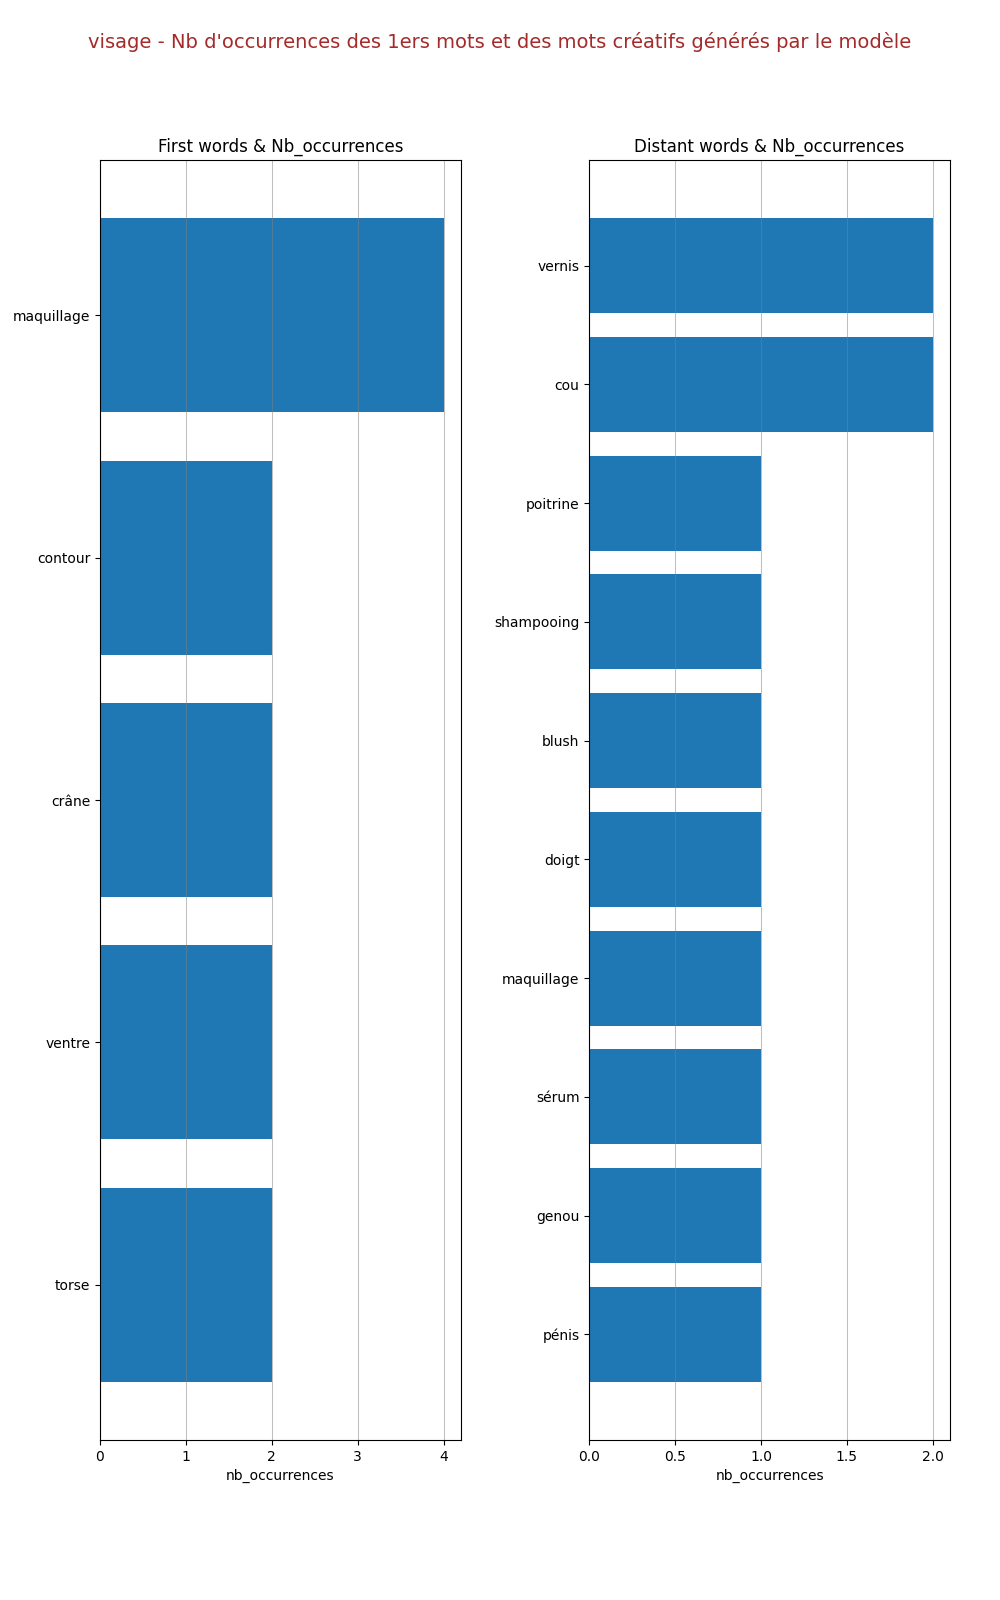 visage - Nb d'occurrences des 1ers mots et des mots créatifs générés par le modèle
First words & Nb_occurrences
maquillage
contour
crâne
ventre
torse
0 1 2 3 4
nb_occurrences
Distant words & Nb_occurrences
vernis
cou
poitrine
shampooing
blush
doigt
maquillage
sérum
genou
pénis
0.0 0.5 1.0 1.5 2.0
nb_occurrences